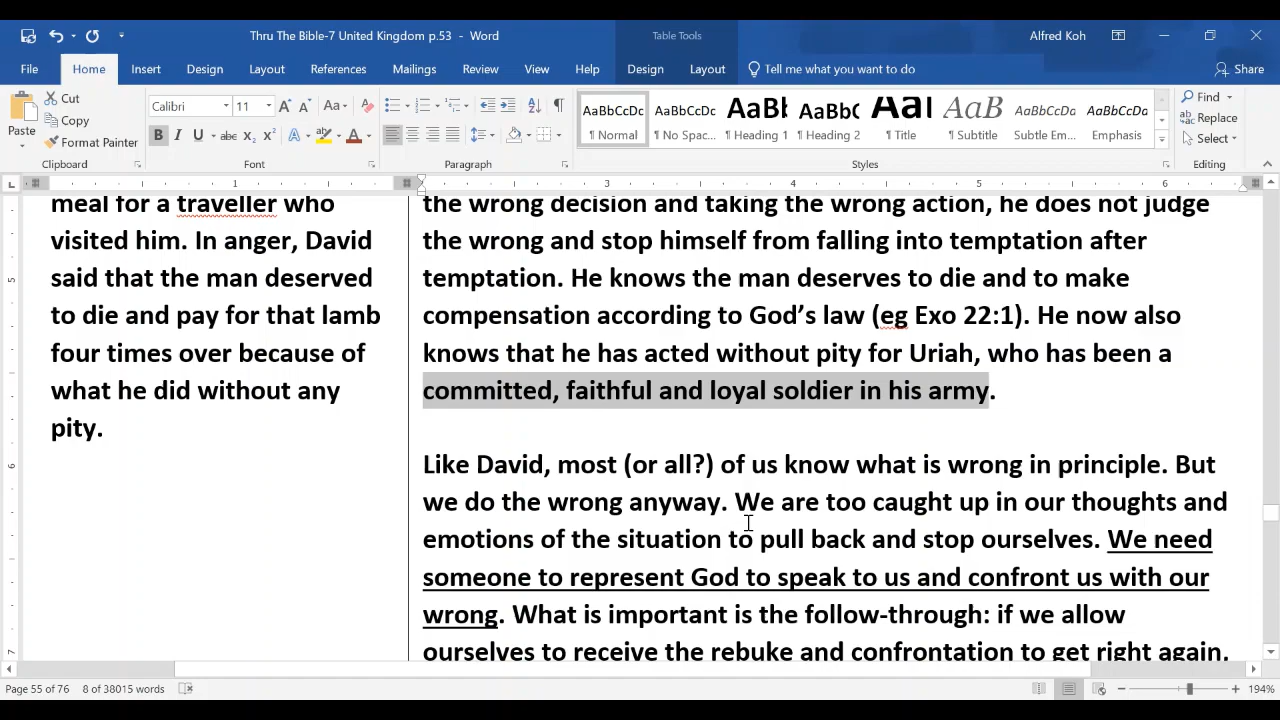 Thru The Bible-7 United Kingdom p.53 - Word
Table Tools
Alfred Koh
File Home Insert Design Layout References Mailings Review View Help Design Layout Tell me what you want to do Share
Paste
Cut
Copy
Format Painter
Clipboard
Calibri 11
Font
Paragraph
AaBbCcDc AaBbCcDc AaBb( AaBbC AaI AaB AaBbCcDc AaBbCcDc
¶ Normal ¶ No Spac... ¶ Heading 1 ¶ Heading 2 ¶ Title ¶ Subtitle Subtle Em... Emphasis
Styles
Find
Replace
Select
Editing
1 3 4 5 6
meal for a traveller who
visited him. In anger, David
said that the man deserved
to die and pay for that lamb
four times over because of
what he did without any
pity.
the wrong decision and taking the wrong action, he does not judge
the wrong and stop himself from falling into temptation after
temptation. He knows the man deserves to die and to make
compensation according to God’s law (eg Exo 22:1). He now also
knows that he has acted without pity for Uriah, who has been a
committed, faithful and loyal soldier in his army.
Like David, most (or all?) of us know what is wrong in principle. But
we do the wrong anyway. We are too caught up in our thoughts and
emotions of the situation to pull back and stop ourselves. We need
someone to represent God to speak to us and confront us with our
wrong. What is important is the follow-through: if we allow
ourselves to receive the rebuke and confrontation to get right again.
Page 55 of 76 8 of 38015 words 194%